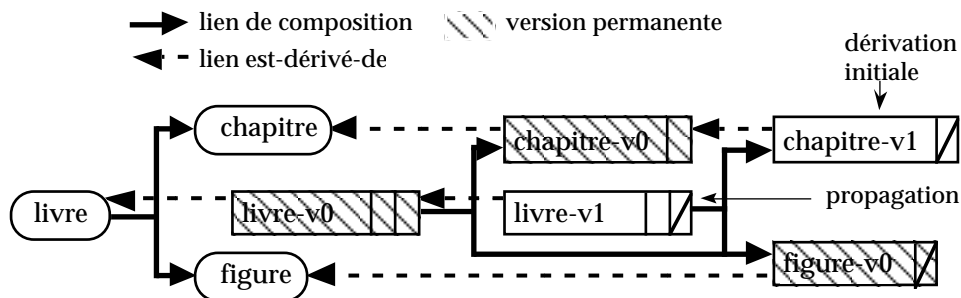 lien de composition
version permanente
lien est-dérivé-de
dérivation
initiale
chapitre
chapitre-v0
chapitre-v1
livre
livre-v0
livre-v1
propagation
figure
figure-v0